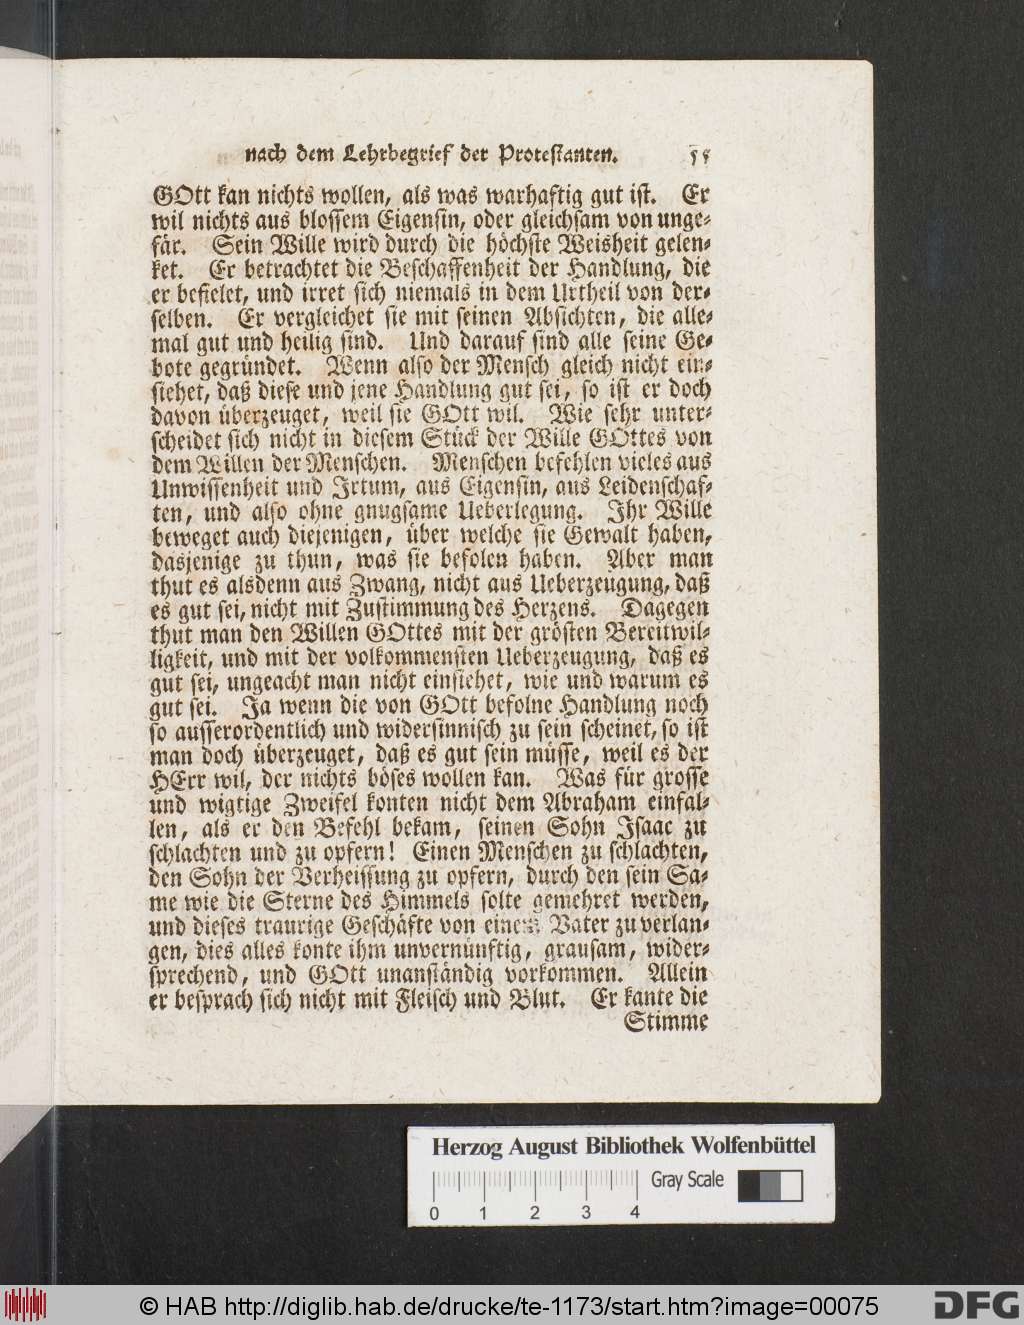 nach dem Lehrbegrief der Protestanten. 55
GOtt kan nichts wollen, als was warhaftig gut ist. Er
wil nichts aus blossem Eigensin, oder gleichsam von unge-
fär. Sein Wille wird durch die höchste Weisheit gelen-
ket. Er betrachtet die Beschaffenheit der Handlung, die
er befielet, und irret sich niemals in dem Urtheil von der-
selben. Er vergleichet sie mit seinen Absichten, die alle-
mal gut und heilig sind. Und darauf sind alle seine Ge-
bote gegründet. Wenn also der Mensch gleich nicht ein-
siehet, daß diese und jene Handlung gut sei, so ist er doch
davon überzeuget, weil sie GOtt wil. Wie sehr unter-
scheidet sich nicht in diesem Stück der Wille GOttes von
dem Willen der Menschen. Menschen befehlen vieles aus
Unwissenheit und Irtum, aus Eigensin, aus Leidenschaf-
ten, und also ohne gnugsame Ueberlegung. Ihr Wille
beweget auch diejenigen, über welche sie Gewalt haben,
dasjenige zu thun, was sie befolen haben. Aber man
thut es alsdenn aus Zwang, nicht aus Ueberzeugung, daß
es gut sei, nicht mit Zustimmung des Herzens. Dagegen
thut man den Willen GOttes mit der grösten Bereitwil-
ligkeit, und mit der volkommensten Ueberzeugung, daß es
gut sei, ungeacht man nicht einsiehet, wie und warum es
gut sei. Ja wenn die von GOtt befolne Handlung noch
so ausserordentlich und widersinnisch zu sein scheinet, so ist
man doch überzeuget, daß es gut sein müsse, weil es der
HErr wil, der nichts böses wollen kan. Was für grosse
und wigtige Zweifel konten nicht dem Abraham einfal-
len, als er den Befehl bekam, seinen Sohn Isaac zu
schlachten und zu opfern! Einen Menschen zu schlachten,
den Sohn der Verheissung zu opfern, durch den sein Sa-
me wie die Sterne des Himmels solte gemehret werden,
und dieses traurige Geschäfte von einem Vater zu verlan-
gen, dies alles konte ihm unvernünftig, grausam, wider-
sprechend, und GOtt unanständig vorkommen. Allein
er besprach sich nicht mit Fleisch und Blut. Er kante die
Stimme
Herzog August Bibliothek Wolfenbüttel
Gray Scale
0 1 2 3 4
© HAB http://diglib.hab.de/drucke/te-1173/start.htm?image=00075
DFG